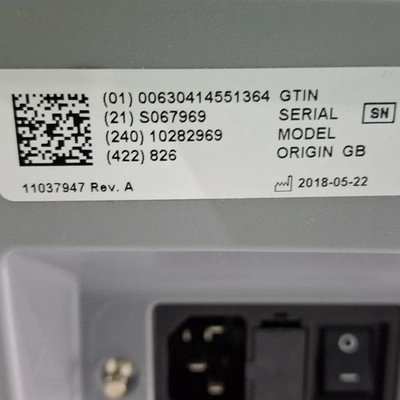 (01) 00630414551364 GTIN
(21) S067969 SERIAL SN
(240) 10282969 MODEL
(422) 826 ORIGIN GB
11037947 Rev. A 2018-05-22